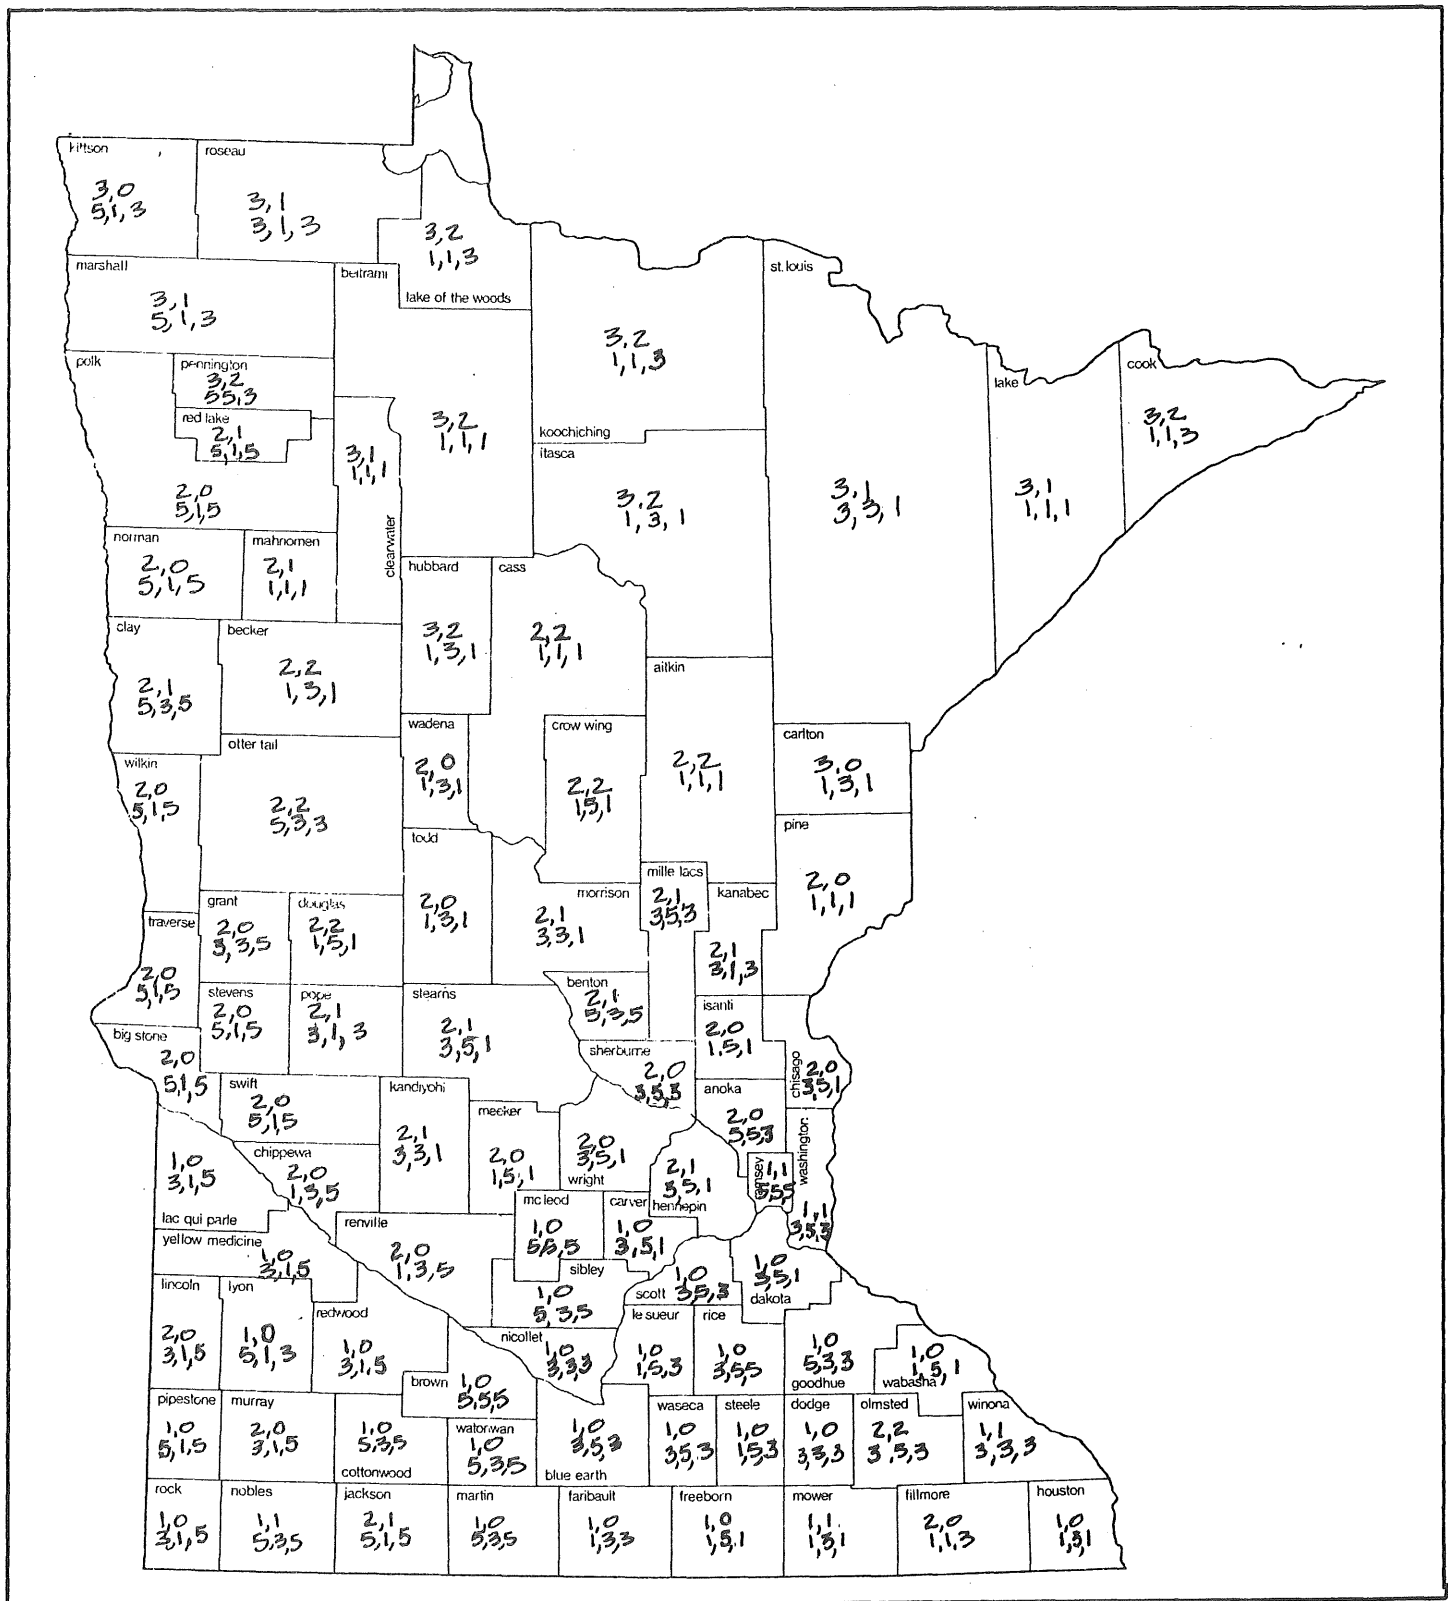 kittson
3,0
5,1,3
roseau
3,1
3,1,3
3,2
1,1,3
lake of the woods
marshall
3,1
5,1,3
beltrami
3,2
1,1,1
3,2
1,1,3
koochiching
st. louis
3,1
3,3,1
lake
3,1
1,1,1
cook
3,2
1,1,3
polk
2,0
5,1,5
pennington
3,2
5,5,3
red lake
2,1
5,1,5
3,1
1,1,1
clearwater
itasca
3,2
1,3,1
norman
2,0
5,1,5
mahnomen
2,1
1,1,1
hubbard
3,2
1,3,1
cass
2,2
1,1,1
clay
2,1
5,3,5
becker
2,2
1,3,1
aitkin
2,2
1,1,1
wadena
2,0
1,3,1
crow wing
2,2
1,5,1
carlton
3,0
1,3,1
wilkin
2,0
5,1,5
otter tail
2,2
5,3,3
todd
2,0
1,3,1
pine
2,0
1,1,1
morrison
2,1
3,3,1
mille lacs
2,1
3,5,3
kanabec
2,1
3,1,3
grant
2,0
3,3,5
douglas
2,2
1,5,1
traverse
2,0
5,1,5
stevens
2,0
5,1,5
pope
2,1
3,1,3
stearns
2,1
3,5,1
benton
2,1
5,3,5
isanti
2,0
1,5,1
big stone
2,0
5,1,5
sherburne
2,0
3,5,3
chisago
2,0
3,5,1
swift
2,0
5,1,5
kandiyohi
2,1
3,3,1
meeker
2,0
1,5,1
2,0
3,5,1
wright
anoka
2,0
5,5,3
washington
1,1
3,5,3
1,0
3,1,5
lac qui parle
chippewa
2,0
1,3,5
2,1
3,5,1
hennepin
ramsey
1,1
5,5,5
mc leod
1,0
5,5,5
carver
1,0
3,5,1
yellow medicine
1,0
3,1,5
renville
2,0
1,3,5
sibley
1,0
5,3,5
scott
1,0
3,5,3
1,0
3,5,1
dakota
lincoln
2,0
3,1,5
lyon
1,0
5,1,3
redwood
1,0
3,1,5
nicollet
1,0
3,3,3
le sueur
1,0
1,5,3
rice
1,0
3,5,5
1,0
5,3,3
goodhue
1,0
1,5,1
wabasha
brown
1,0
5,5,5
pipestone
1,0
5,1,5
murray
2,0
3,1,5
1,0
5,3,5
cottonwood
watonwan
1,0
5,3,5
1,0
3,5,3
blue earth
waseca
1,0
3,5,3
steele
1,0
1,5,3
dodge
1,0
3,3,3
olmsted
2,2
3,5,3
winona
1,1
3,3,3
rock
1,0
3,1,5
nobles
1,1
5,3,5
jackson
2,1
5,1,5
martin
1,0
5,3,5
faribault
1,0
1,3,3
freeborn
1,0
1,5,1
mower
1,1
1,3,1
fillmore
2,0
1,1,3
houston
1,0
1,5,1